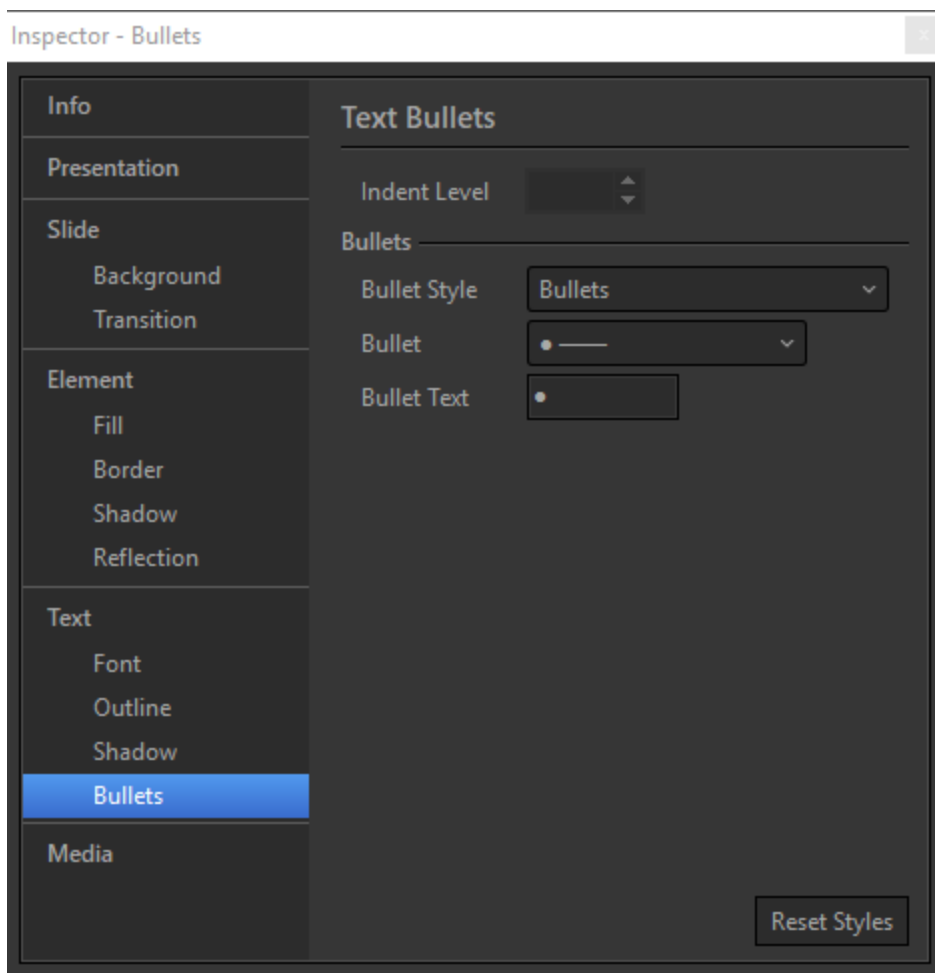 Inspector - Bullets
x
Info
Presentation
Slide
Background
Transition
Element
Fill
Border
Shadow
Reflection
Text
Font
Outline
Shadow
Bullets
Media
Text Bullets
Indent Level
Bullets
Bullet Style Bullets
Bullet ●
Bullet Text ●
Reset Styles